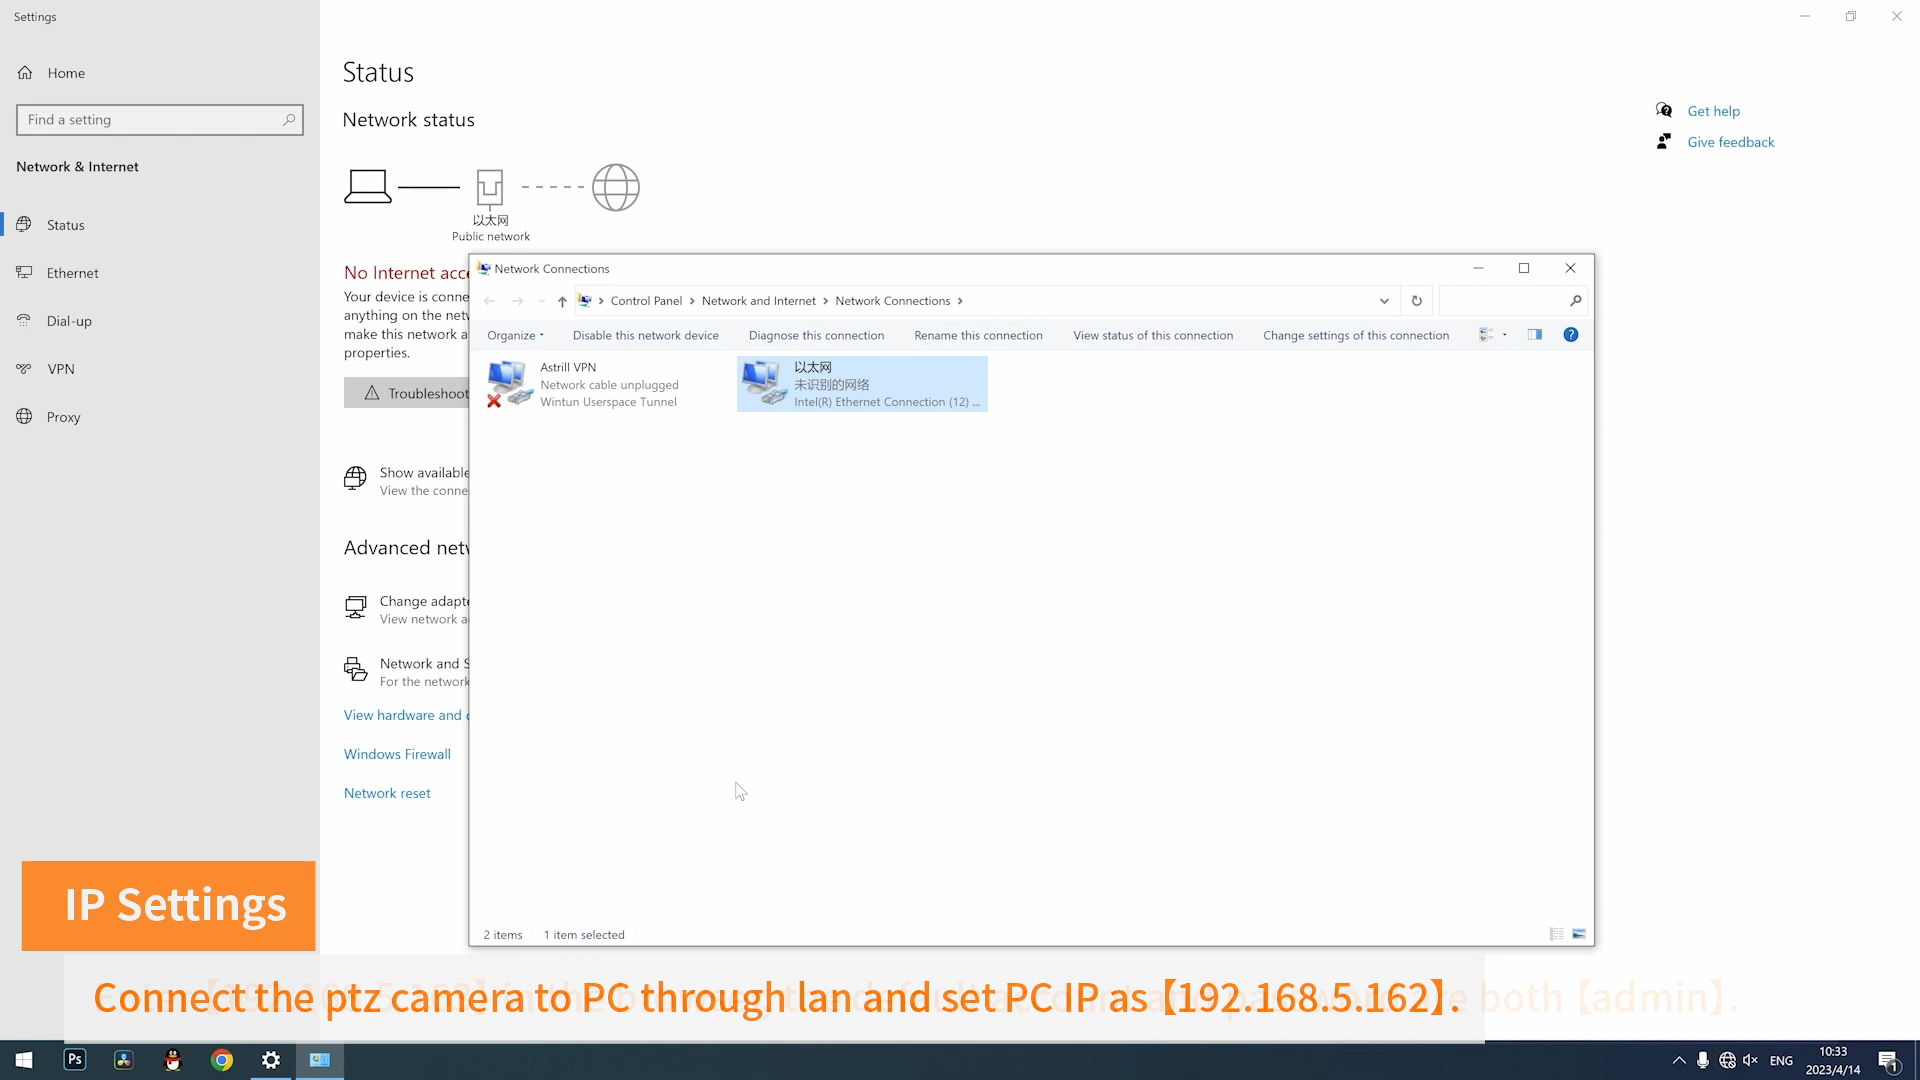 Settings
Home
Find a setting
Network & Internet
Status
Ethernet
Dial-up
VPN
Proxy
Status
Network status
以太网
Public network
No Internet acc
Your device is conne
anything on the net
make this network a
properties.
Troubleshoot
Show available
View the conne
Advanced net
Change adapte
View network a
Network and S
For the network
View hardware and
Windows Firewall
Network reset
Get help
Give feedback
Network Connections
Control Panel > Network and Internet > Network Connections >
Organize
Disable this network device
Diagnose this connection
Rename this connection
View status of this connection
Change settings of this connection
Astrill VPN
Network cable unplugged
Wintun Userspace Tunnel
以太网
未识别的网络
Intel(R) Ethernet Connection (12) ...
2 items
1 item selected
IP Settings
Connect the ptz camera to PC through lan and set PC IP as【192.168.5.162】.
both【admin】.
Ps
ENG
10:33
2023/4/14
1